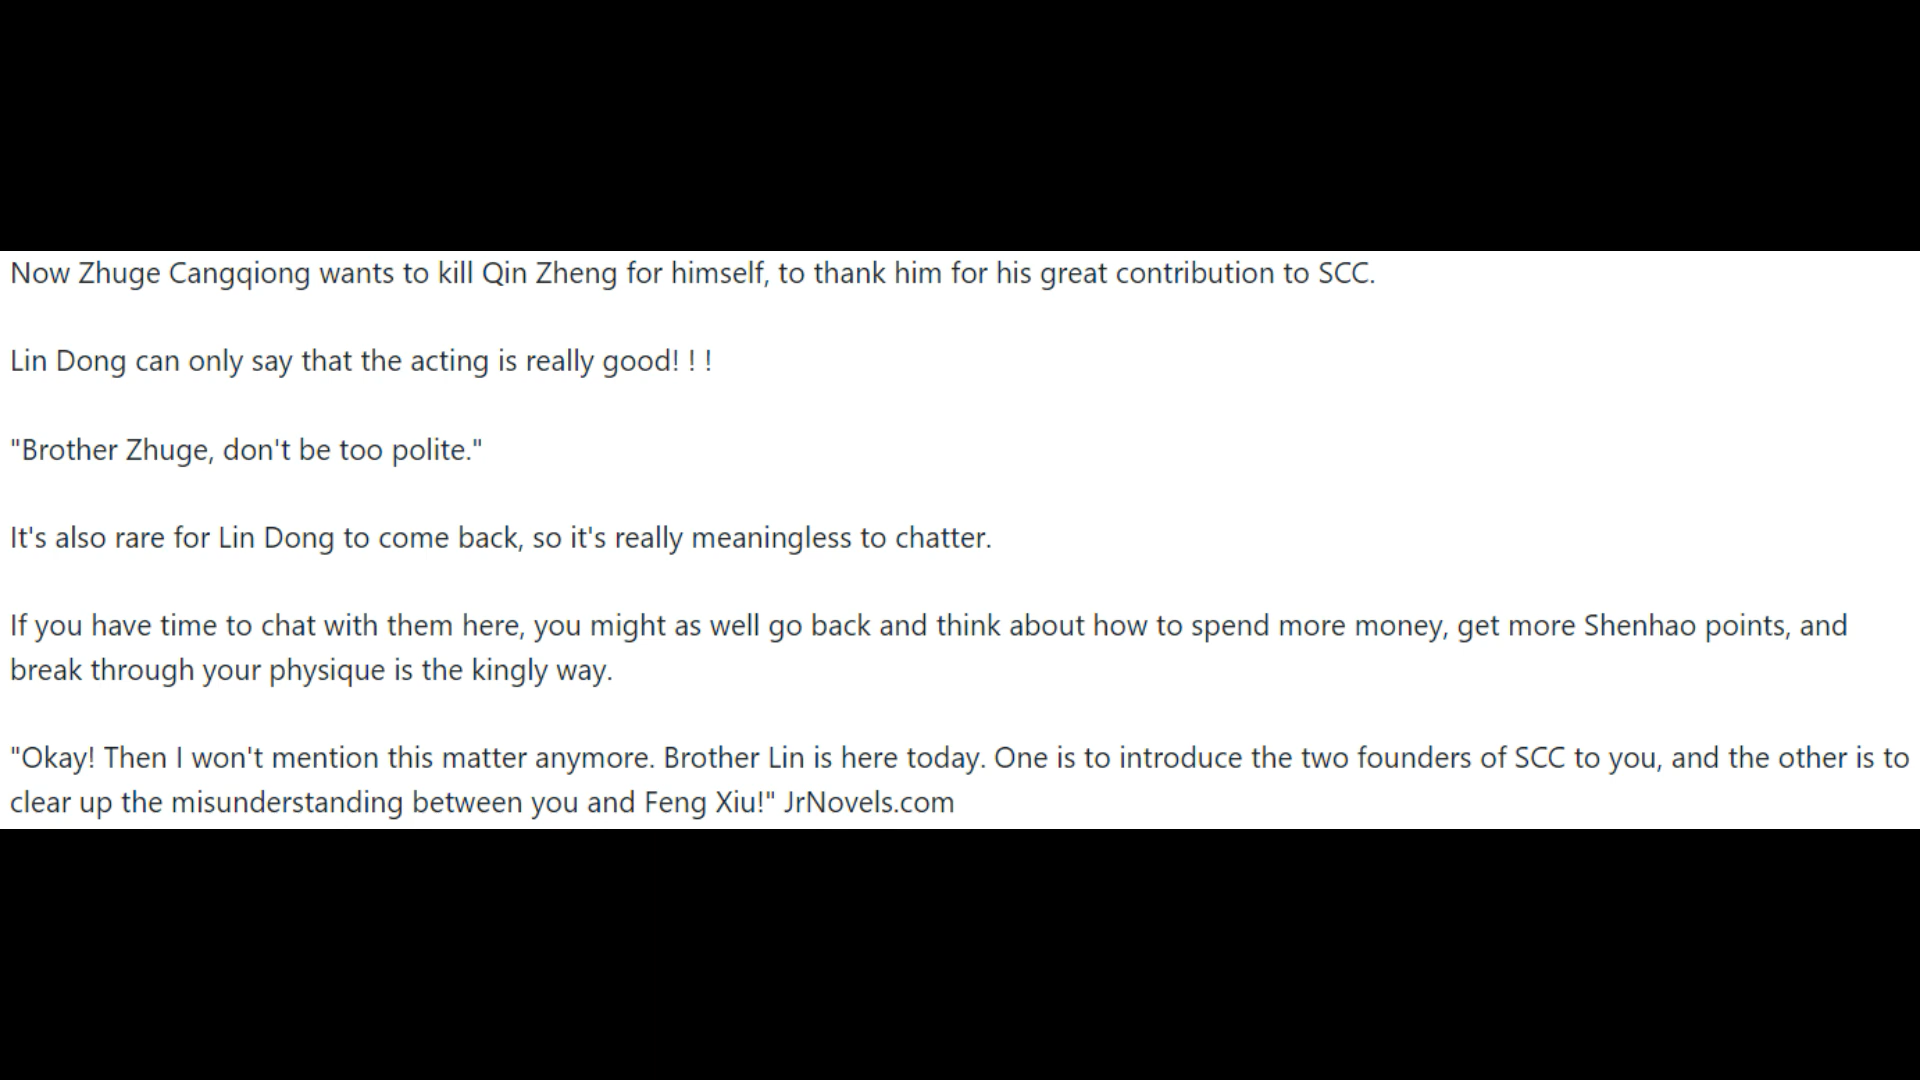 Now Zhuge Cangqiong wants to kill Qin Zheng for himself, to thank him for his great contribution to SCC.
Lin Dong can only say that the acting is really good! ! !
"Brother Zhuge, don't be too polite."
It's also rare for Lin Dong to come back, so it's really meaningless to chatter.
If you have time to chat with them here, you might as well go back and think about how to spend more money, get more Shenhao points, and
break through your physique is the kingly way.
"Okay! Then I won't mention this matter anymore. Brother Lin is here today. One is to introduce the two founders of SCC to you, and the other is to
clear up the misunderstanding between you and Feng Xiu!" JrNovels.com